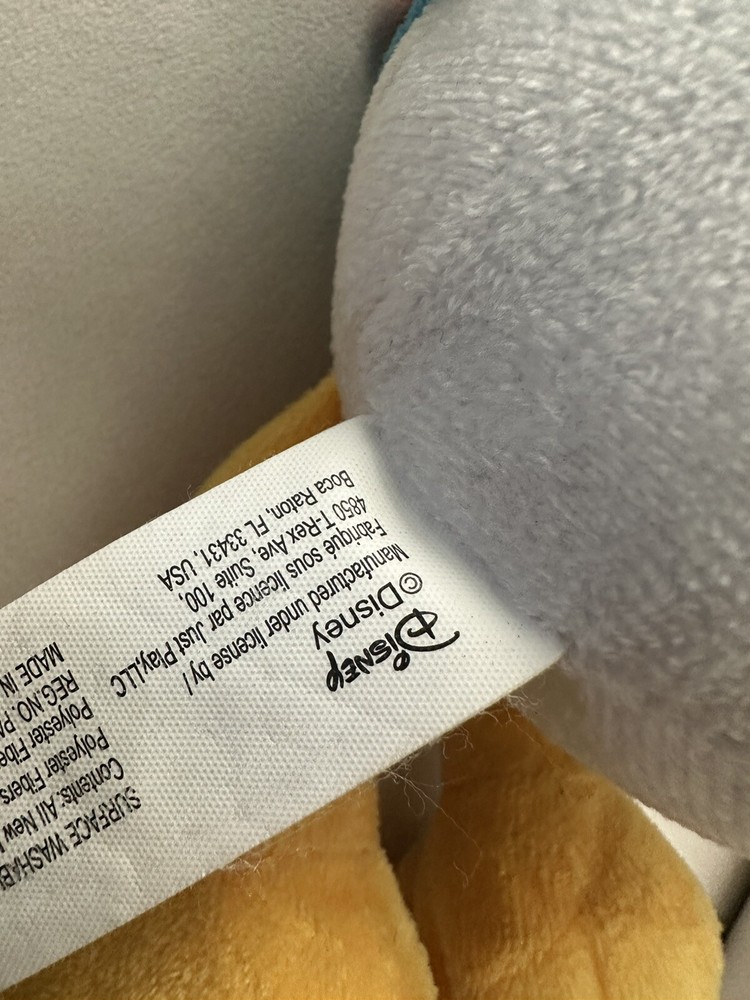 Disney
©Disney
Manufactured under license by/
Fabriqué sous licence par Just Play, LLC
4850 T-Rex Ave, Suite 100,
Boca Raton, FL 33431, USA
SURFACE WASHAB
Contents: All New
Polyester Fibers
Polyester Fibe
REG. NO. PA
MADE IN